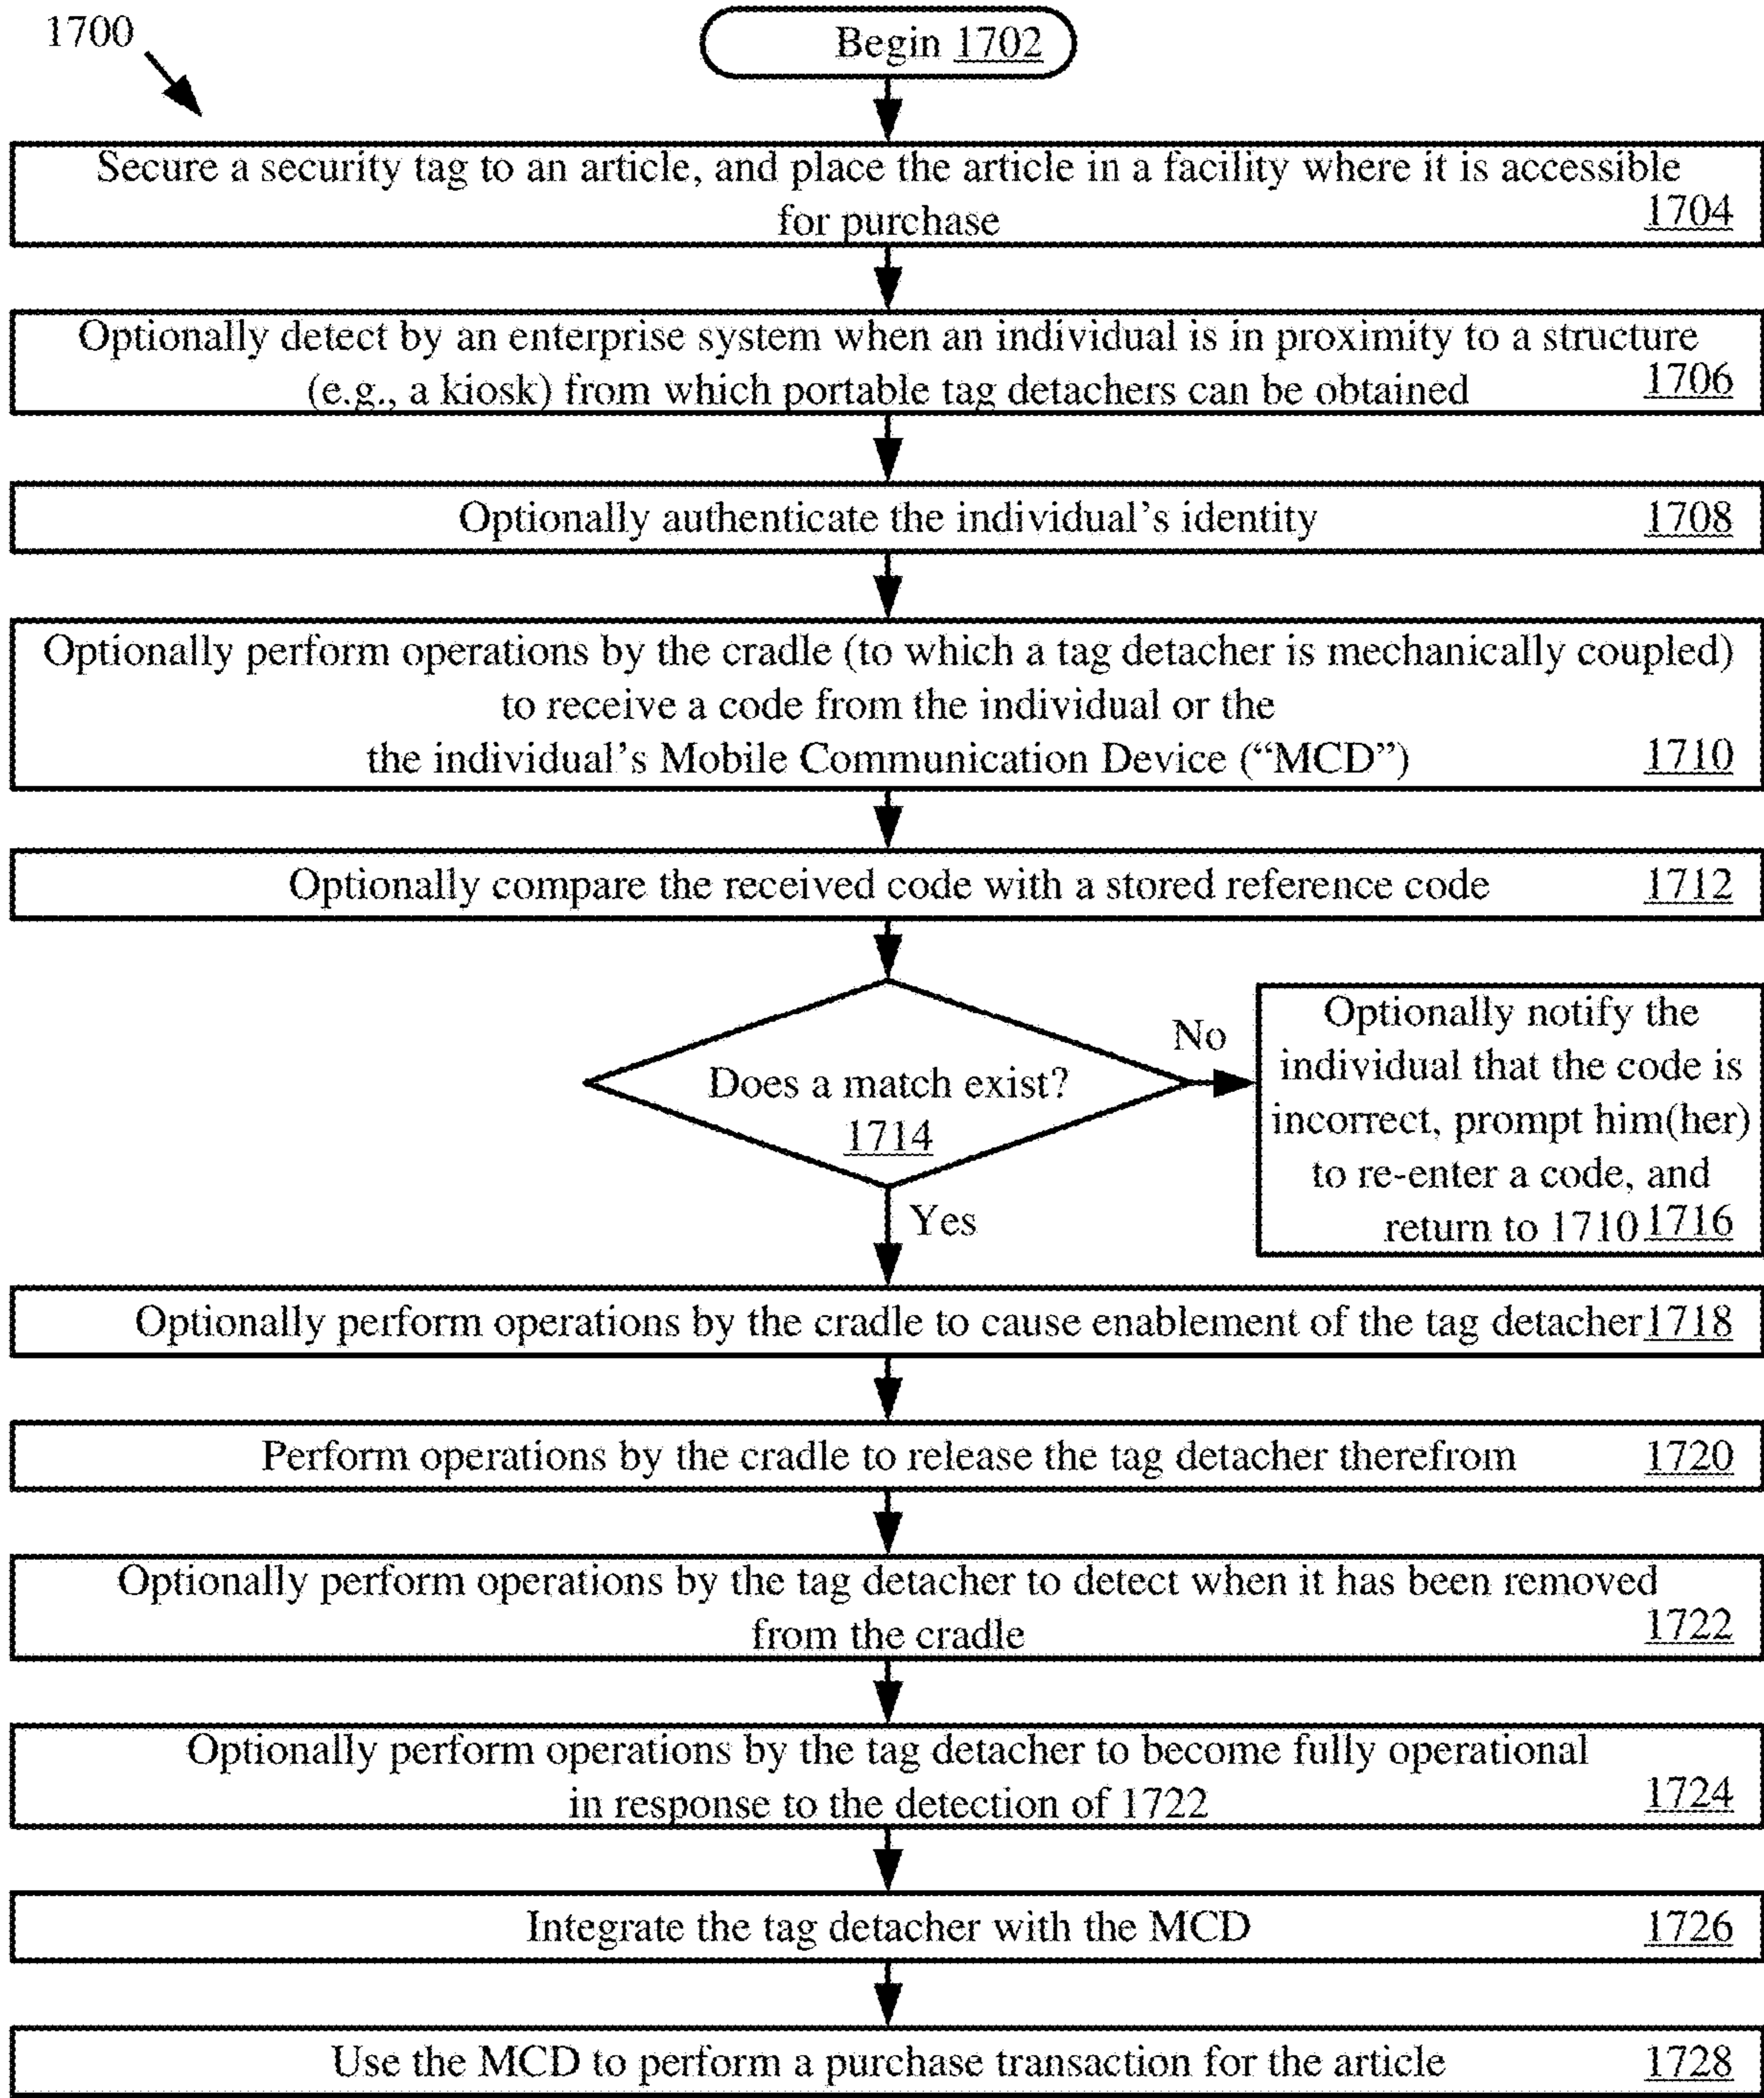 1700
Begin 1702
Secure a security tag to an article, and place the article in a facility where it is accessible
for purchase
1704
Optionally detect by an enterprise system when an individual is in proximity to a structure
(e.g., a kiosk) from which portable tag detachers can be obtained
1706
Optionally authenticate the individual's identity 1708
Optionally perform operations by the cradle (to which a tag detacher is mechanically coupled)
to receive a code from the individual or the
the individual's Mobile Communication Device (“MCD”) 1710
Optionally compare the received code with a stored reference code 1712
Does a match exist?
1714
No
Optionally notify the
individual that the code is
incorrect, prompt him(her)
to re-enter a code, and
return to 1710 1716
Yes
Optionally perform operations by the cradle to cause enablement of the tag detacher 1718
Perform operations by the cradle to release the tag detacher therefrom 1720
Optionally perform operations by the tag detacher to detect when it has been removed
from the cradle
1722
Optionally perform operations by the tag detacher to become fully operational
in response to the detection of 1722
1724
Integrate the tag detacher with the MCD 1726
Use the MCD to perform a purchase transaction for the article 1728